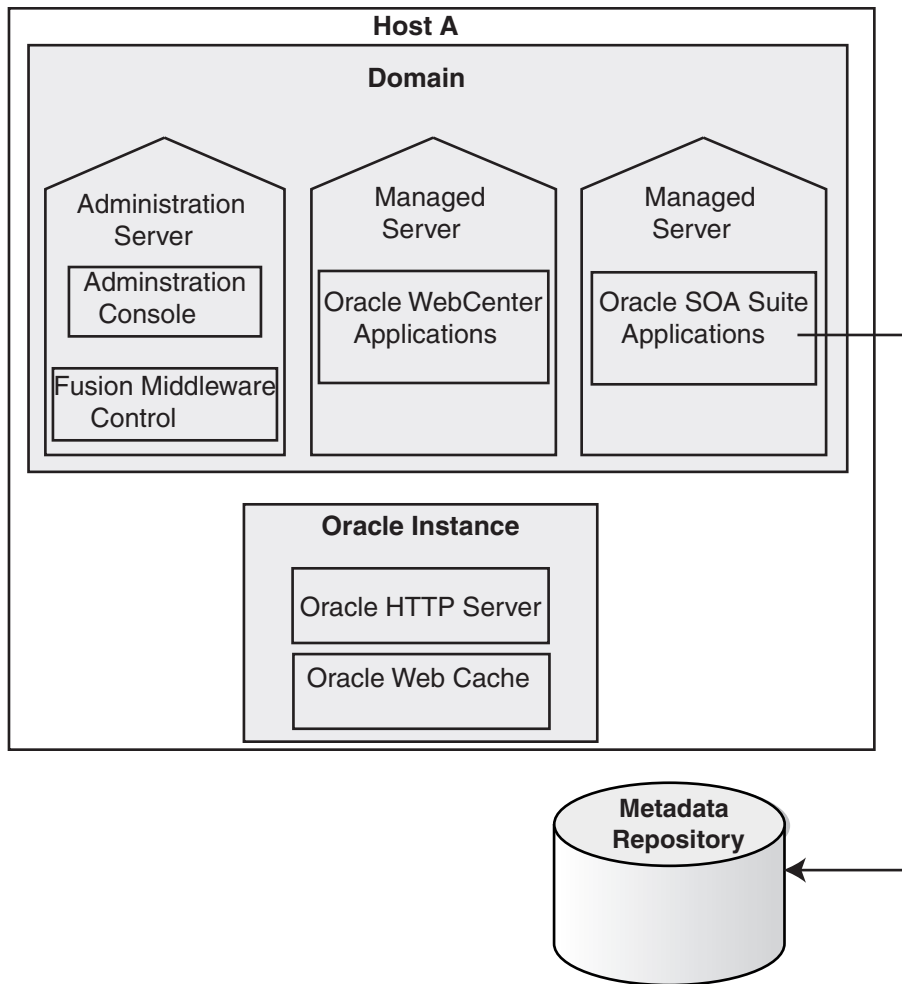 Host A
Domain
Administration
Server
Adminstration
Console
Fusion Middleware
Control
Managed
Server
Oracle WebCenter
Applications
Managed
Server
Oracle SOA Suite
Applications
Oracle Instance
Oracle HTTP Server
Oracle Web Cache
Metadata
Repository